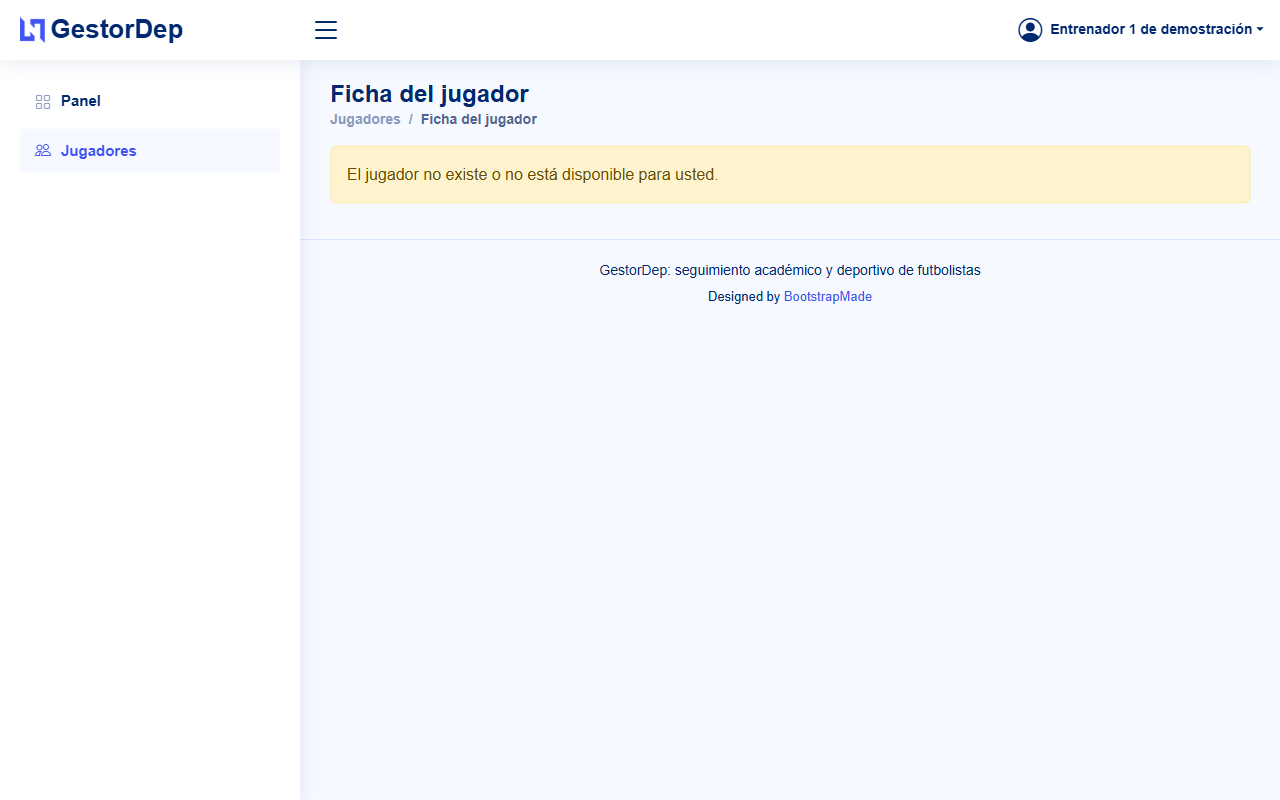 GestorDep
Entrenador 1 de demostración
Panel
Jugadores
Ficha del jugador
Jugadores / Ficha del jugador
El jugador no existe o no está disponible para usted.
GestorDep: seguimiento académico y deportivo de futbolistas
Designed by BootstrapMade